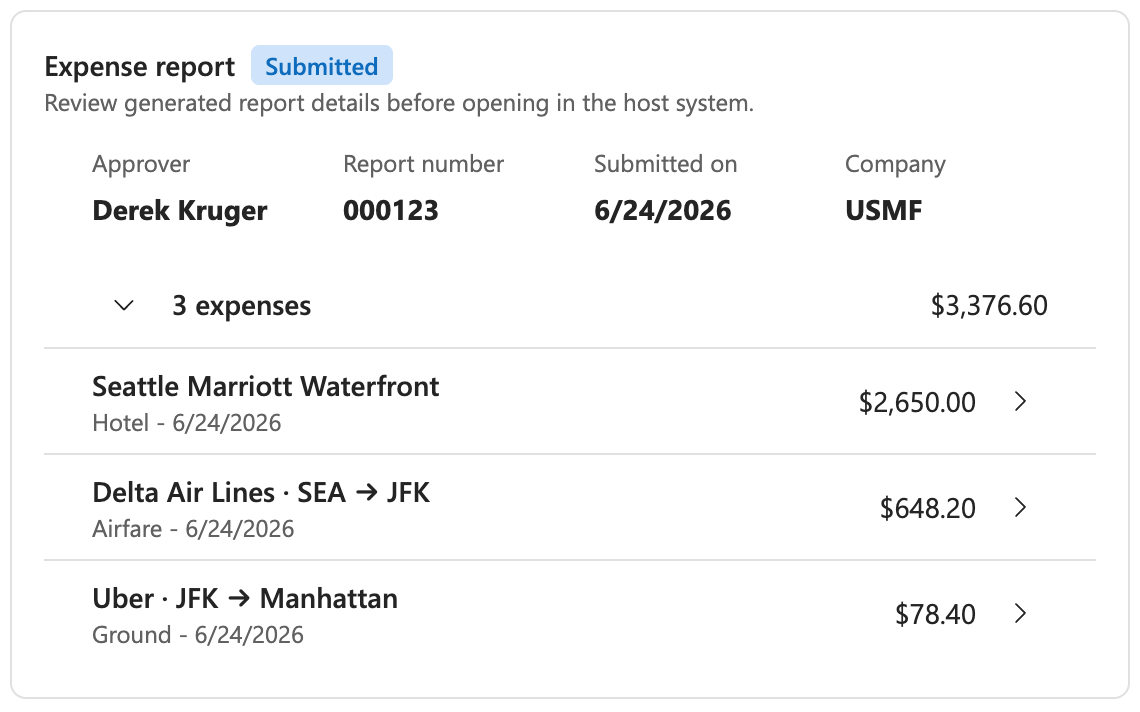 Expense report Submitted
Review generated report details before opening in the host system.
Approver Report number Submitted on Company
Derek Kruger 000123 6/24/2026 USMF
3 expenses $3,376.60
Seattle Marriott Waterfront
Hotel - 6/24/2026
$2,650.00
Delta Air Lines · SEA → JFK
Airfare - 6/24/2026
$648.20
Uber · JFK → Manhattan
Ground - 6/24/2026
$78.40